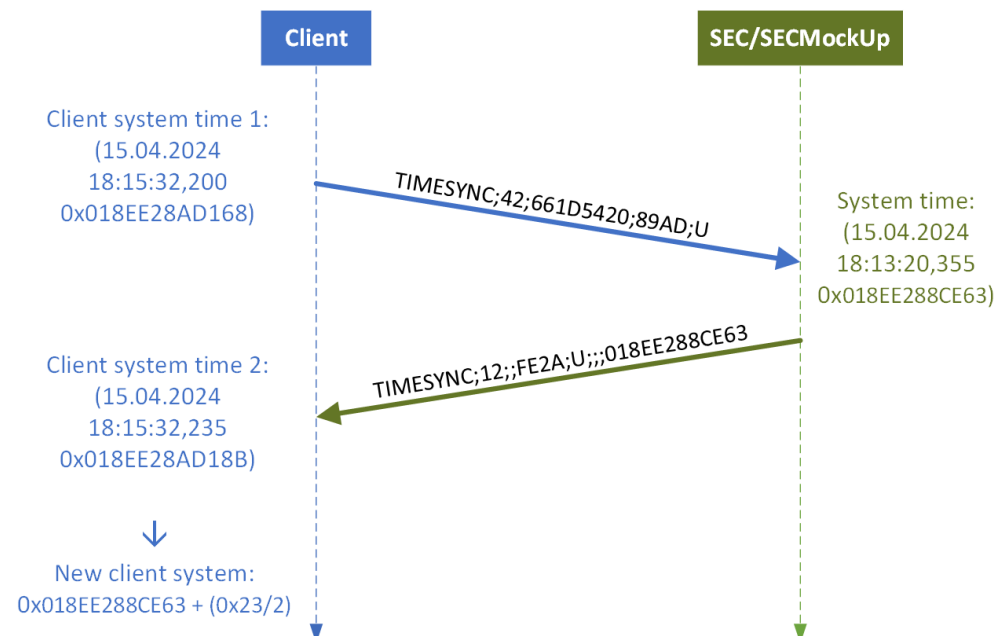 Client
SEC/SECMockUp
Client system time 1:
(15.04.2024
18:15:32,200
0x018EE28AD168)
TIMESYNC;42;661D5420;89AD;U
System time:
(15.04.2024
18:13:20,355
0x018EE288CE63)
TIMESYNC;12;;FE2A;U;;;018EE288CE63
Client system time 2:
(15.04.2024
18:15:32,235
0x018EE28AD18B)
New client system:
0x018EE288CE63 + (0x23/2)